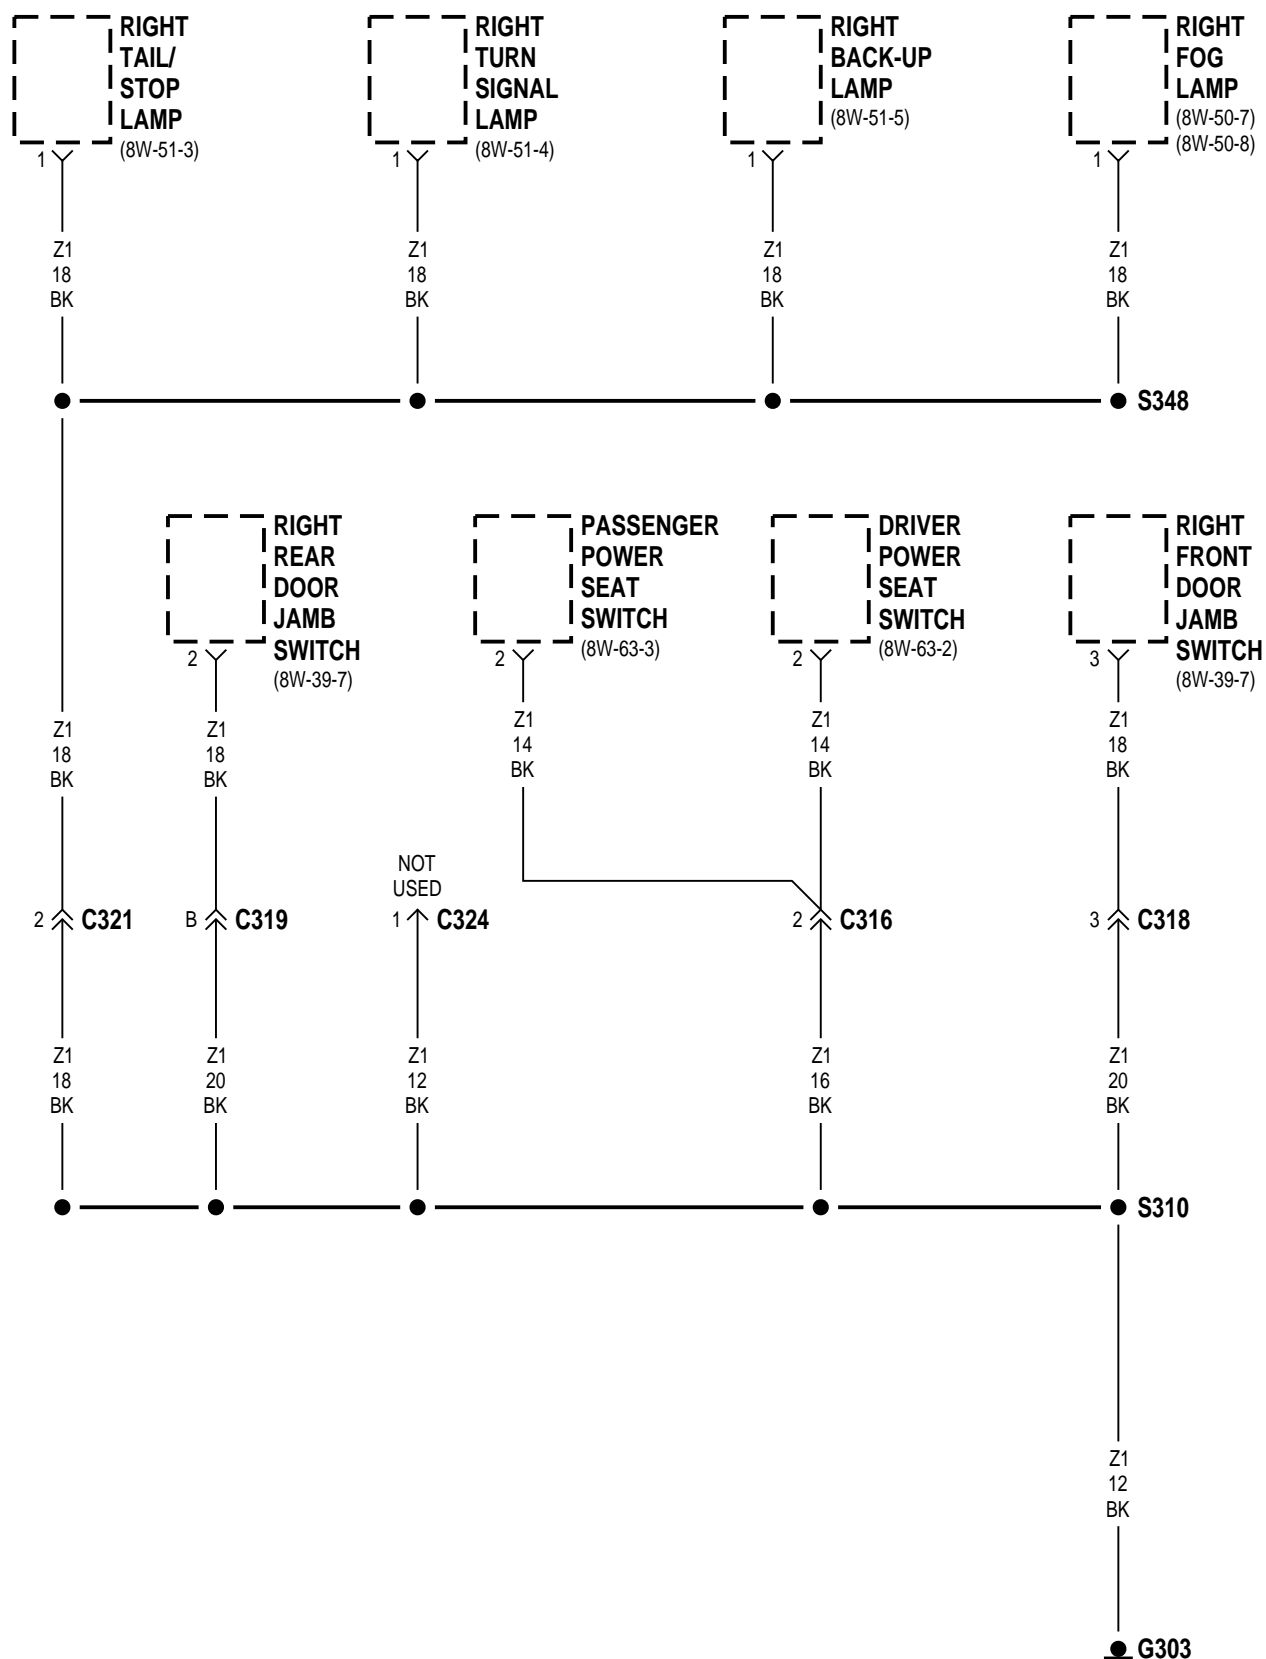 RIGHT
TAIL/
STOP
LAMP
(8W-51-3)
1
RIGHT
TURN
SIGNAL
LAMP
(8W-51-4)
1
RIGHT
BACK-UP
LAMP
(8W-51-5)
1
RIGHT
FOG
LAMP
(8W-50-7)
(8W-50-8)
1
Z1
18
BK
Z1
18
BK
Z1
18
BK
Z1
18
BK
S348
RIGHT
REAR
DOOR
JAMB
SWITCH
(8W-39-7)
2
PASSENGER
POWER
SEAT
SWITCH
(8W-63-3)
2
DRIVER
POWER
SEAT
SWITCH
(8W-63-2)
2
RIGHT
FRONT
DOOR
JAMB
SWITCH
(8W-39-7)
3
Z1
18
BK
Z1
18
BK
Z1
14
BK
Z1
14
BK
Z1
18
BK
NOT
USED
2 C321
B C319
1 C324
2 C316
3 C318
Z1
18
BK
Z1
20
BK
Z1
12
BK
Z1
16
BK
Z1
20
BK
S310
Z1
12
BK
G303